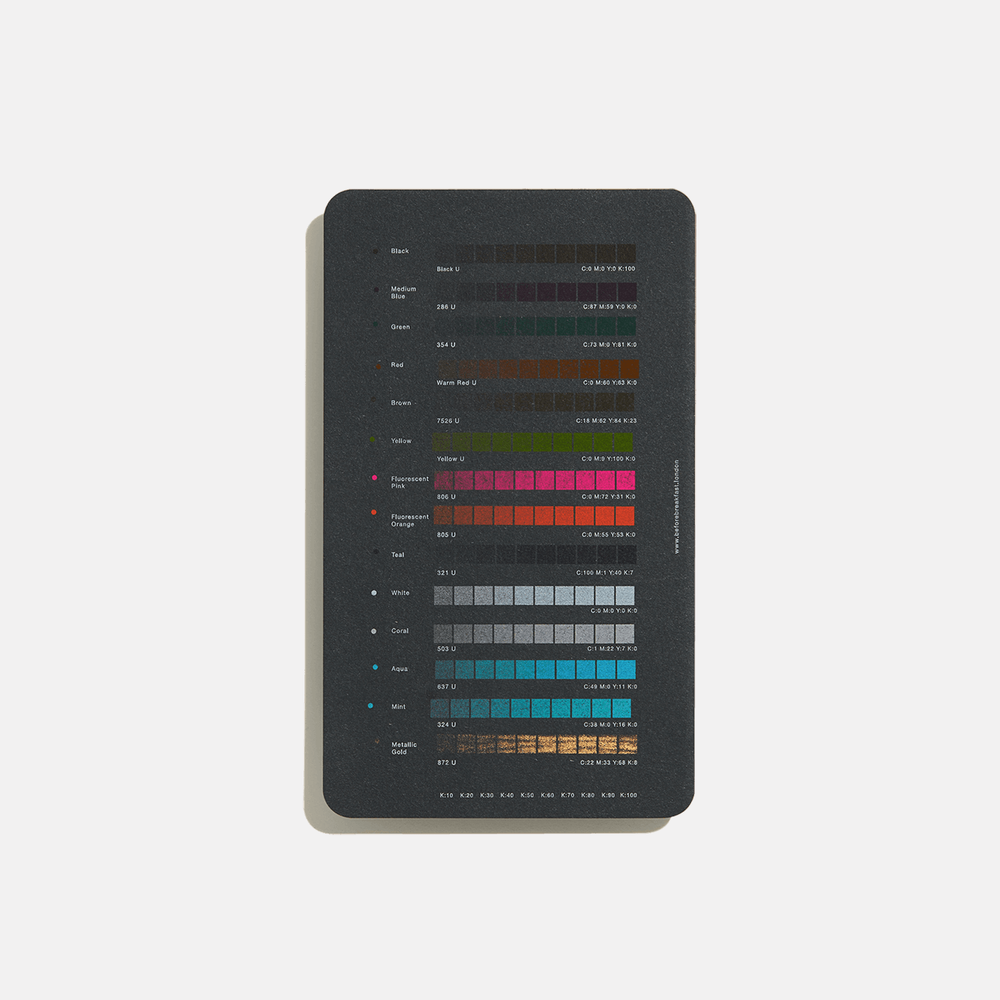 Black
Black U C:0 M:0 Y:0 K:100
Medium
Blue
286 U C:87 M:59 Y:0 K:0
Green
354 U C:73 M:0 Y:81 K:0
Red
Warm Red U C:0 M:60 Y:63 K:0
Brown
7526 U C:18 M:82 Y:84 K:23
Yellow
Yellow U C:0 M:9 Y:100 K:0
Fluorescent
Pink
806 U C:0 M:72 Y:31 K:0
Fluorescent
Orange
805 U C:0 M:55 Y:53 K:0
Teal
321 U C:100 M:1 Y:40 K:7
White
C:0 M:0 Y:0 K:0
Coral
503 U C:1 M:22 Y:7 K:0
Aqua
637 U C:49 M:0 Y:11 K:0
Mint
324 U C:38 M:0 Y:16 K:0
Metallic
Gold
872 U C:22 M:33 Y:68 K:8
K:10 K:20 K:30 K:40 K:50 K:60 K:70 K:80 K:90 K:100
www.beforebreakfast.london